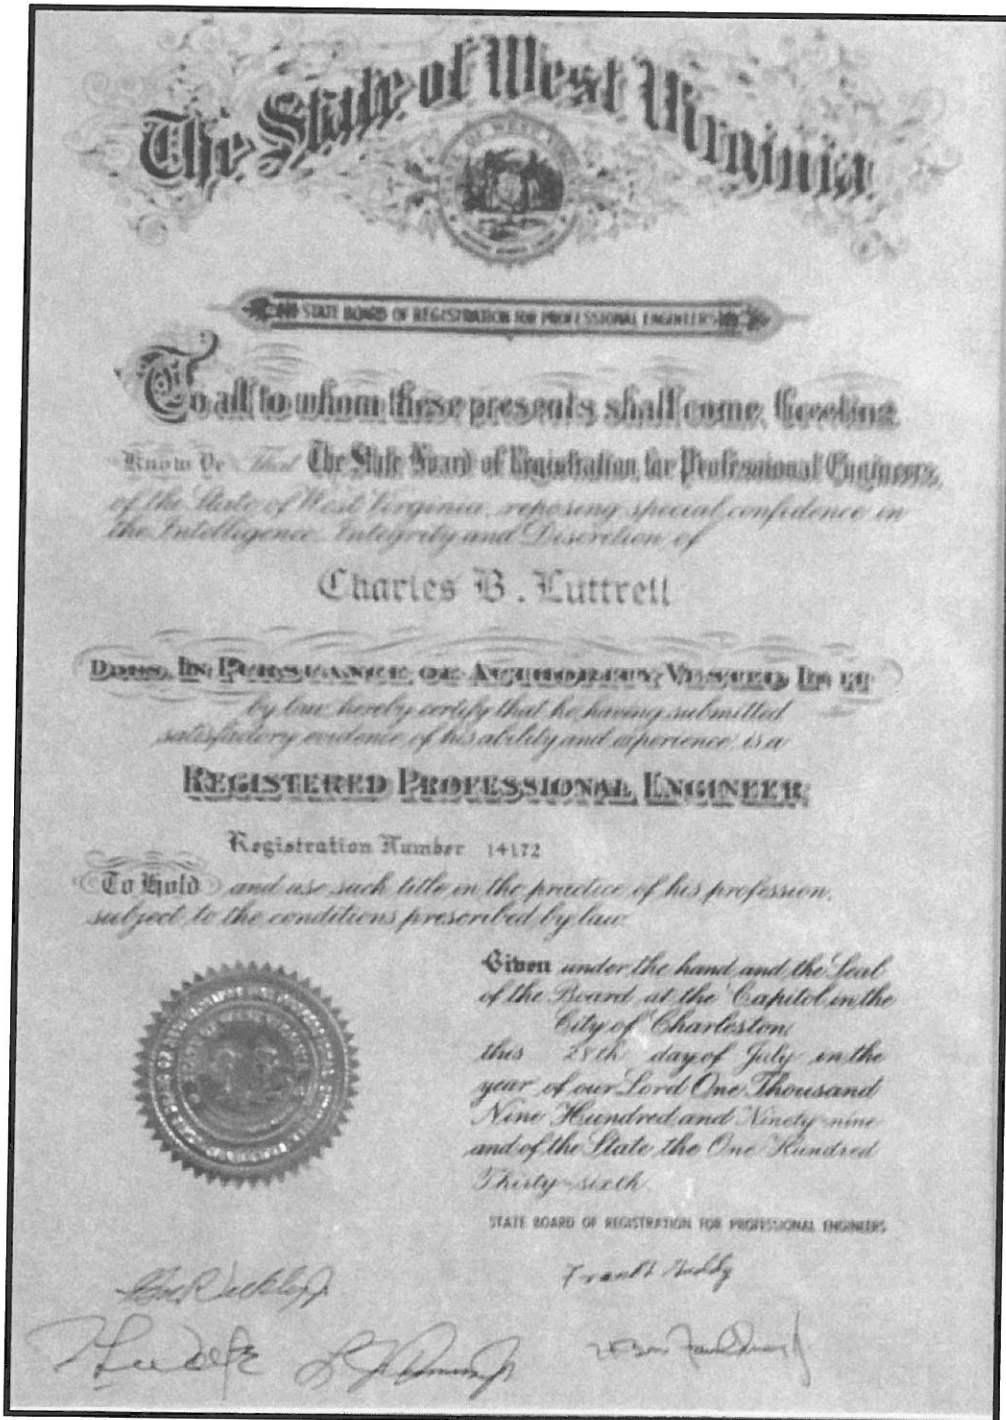 The State of West Virginia
STATE BOARD OF REGISTRATION FOR PROFESSIONAL ENGINEERS
To all to whom these presents shall come, Greeting
Know Ye That The State Board of Registration for Professional Engineers,
of the State of West Virginia, reposing special confidence in
the Intelligence, Integrity and Discretion of
Charles B. Luttrell
Does, In Pursuance of Authority Vested In it
by law hereby certify that he having submitted
satisfactory evidence of his ability and experience, is a
REGISTERED PROFESSIONAL ENGINEER,
Registration Number 14172
To Hold and use such title in the practice of his profession,
subject to the conditions prescribed by law.
Given under the hand and the Seal
of the Board, at the Capitol in the
City of Charleston,
this 28th day of July in the
year of our Lord One Thousand
Nine Hundred and Ninety-nine
and of the State the One Hundred
Thirty-sixth.
STATE BOARD OF REGISTRATION FOR PROFESSIONAL ENGINEERS